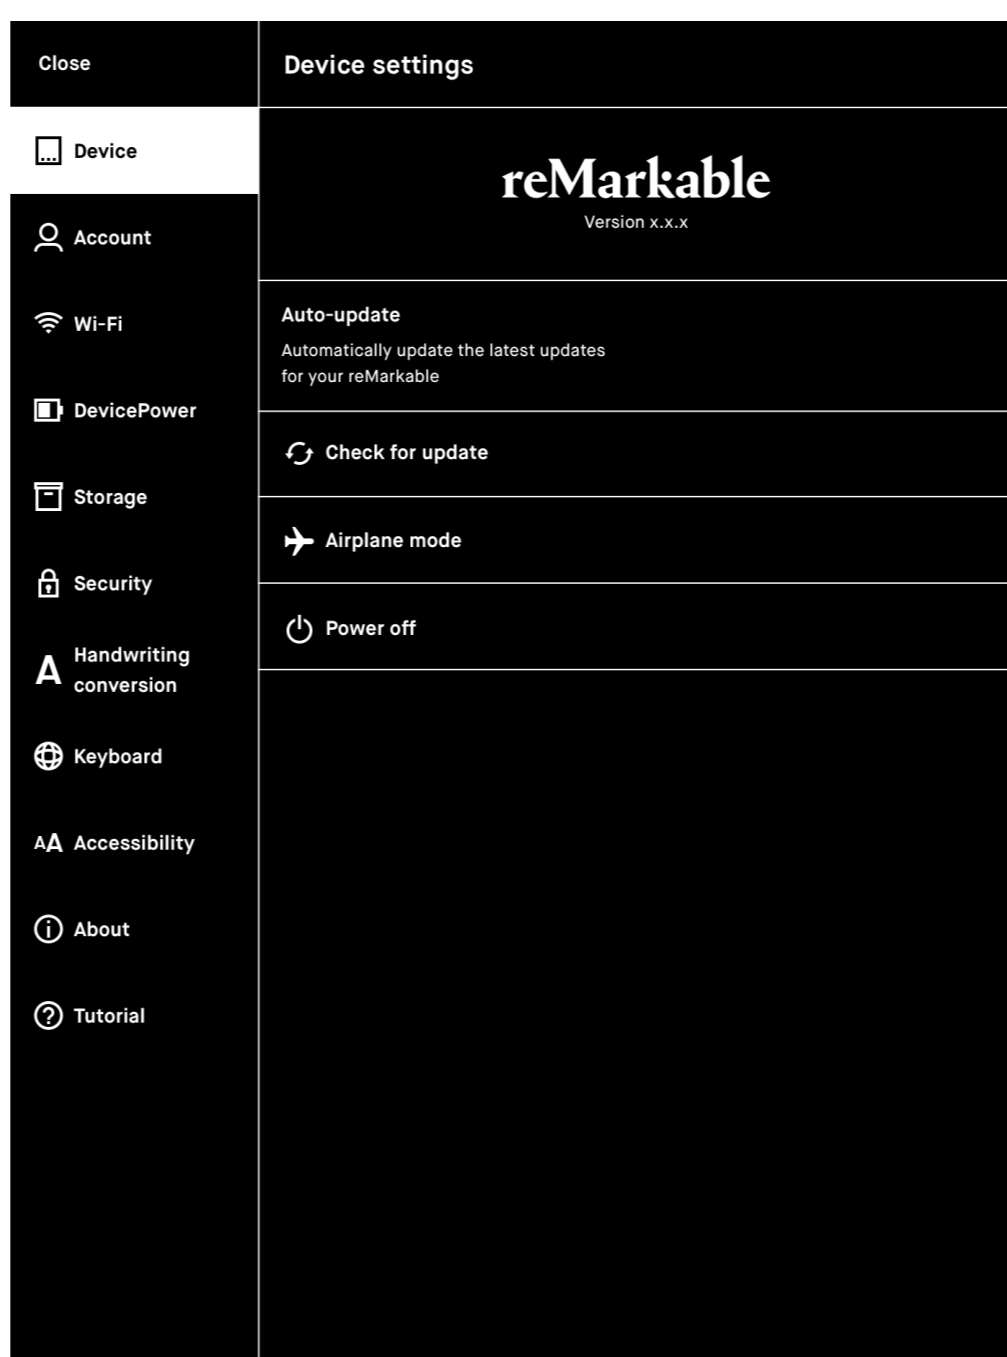 Close
Device settings
Device
Account
Wi-Fi
DevicePower
Storage
Security
A Handwriting
conversion
Keyboard
AA Accessibility
About
Tutorial
reMarkable
Version x.x.x
Auto-update
Automatically update the latest updates
for your reMarkable
Check for update
Airplane mode
Power off